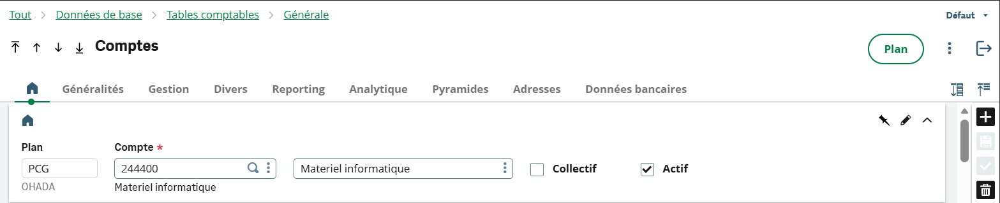 Tout Données de base Tables comptables Générale Défaut
Comptes Plan
Généralités Gestion Divers Reporting Analytique Pyramides Adresses Données bancaires
Plan Compte *
PCG 244400 Materiel informatique Collectif Actif
OHADA Materiel informatique